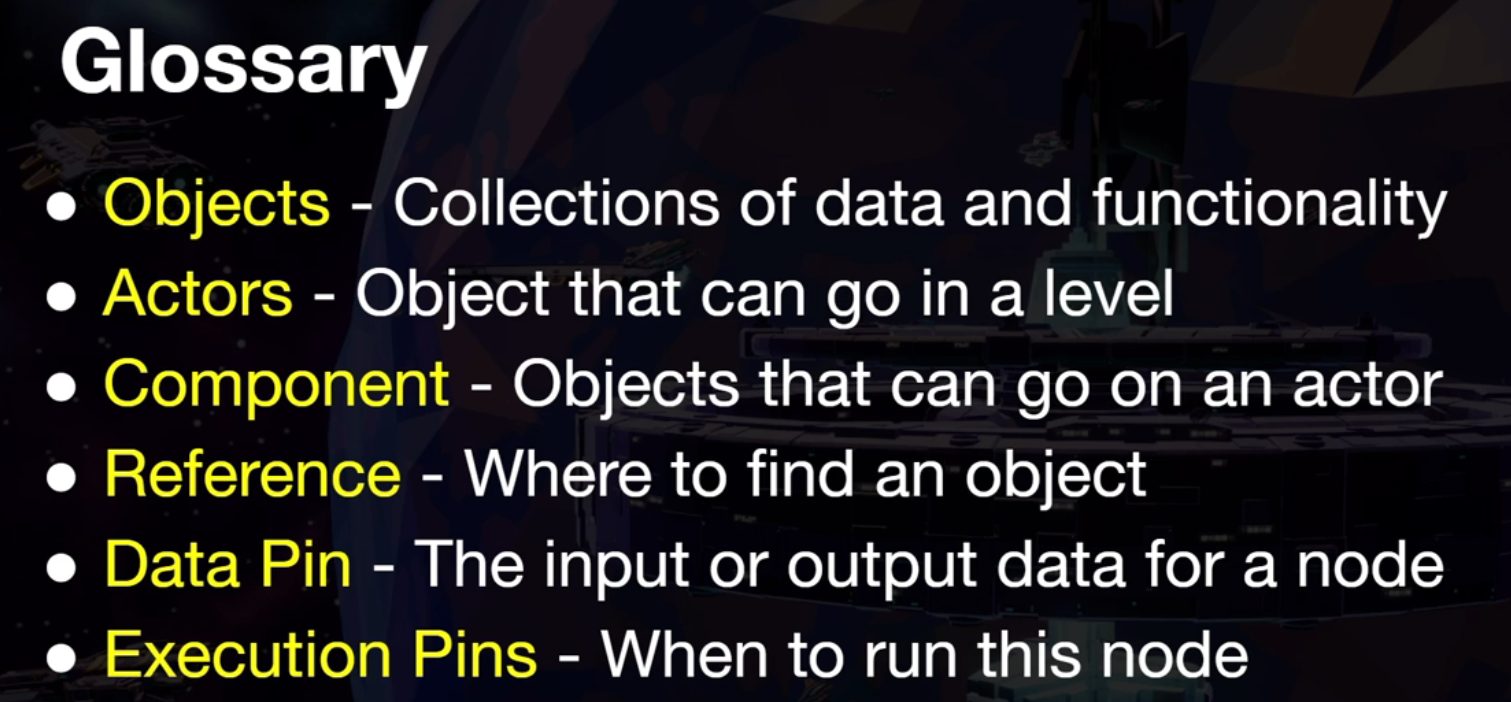 Glossary
● Objects - Collections of data and functionality
● Actors - Object that can go in a level
● Component - Objects that can go on an actor
● Reference - Where to find an object
● Data Pin - The input or output data for a node
● Execution Pins - When to run this node